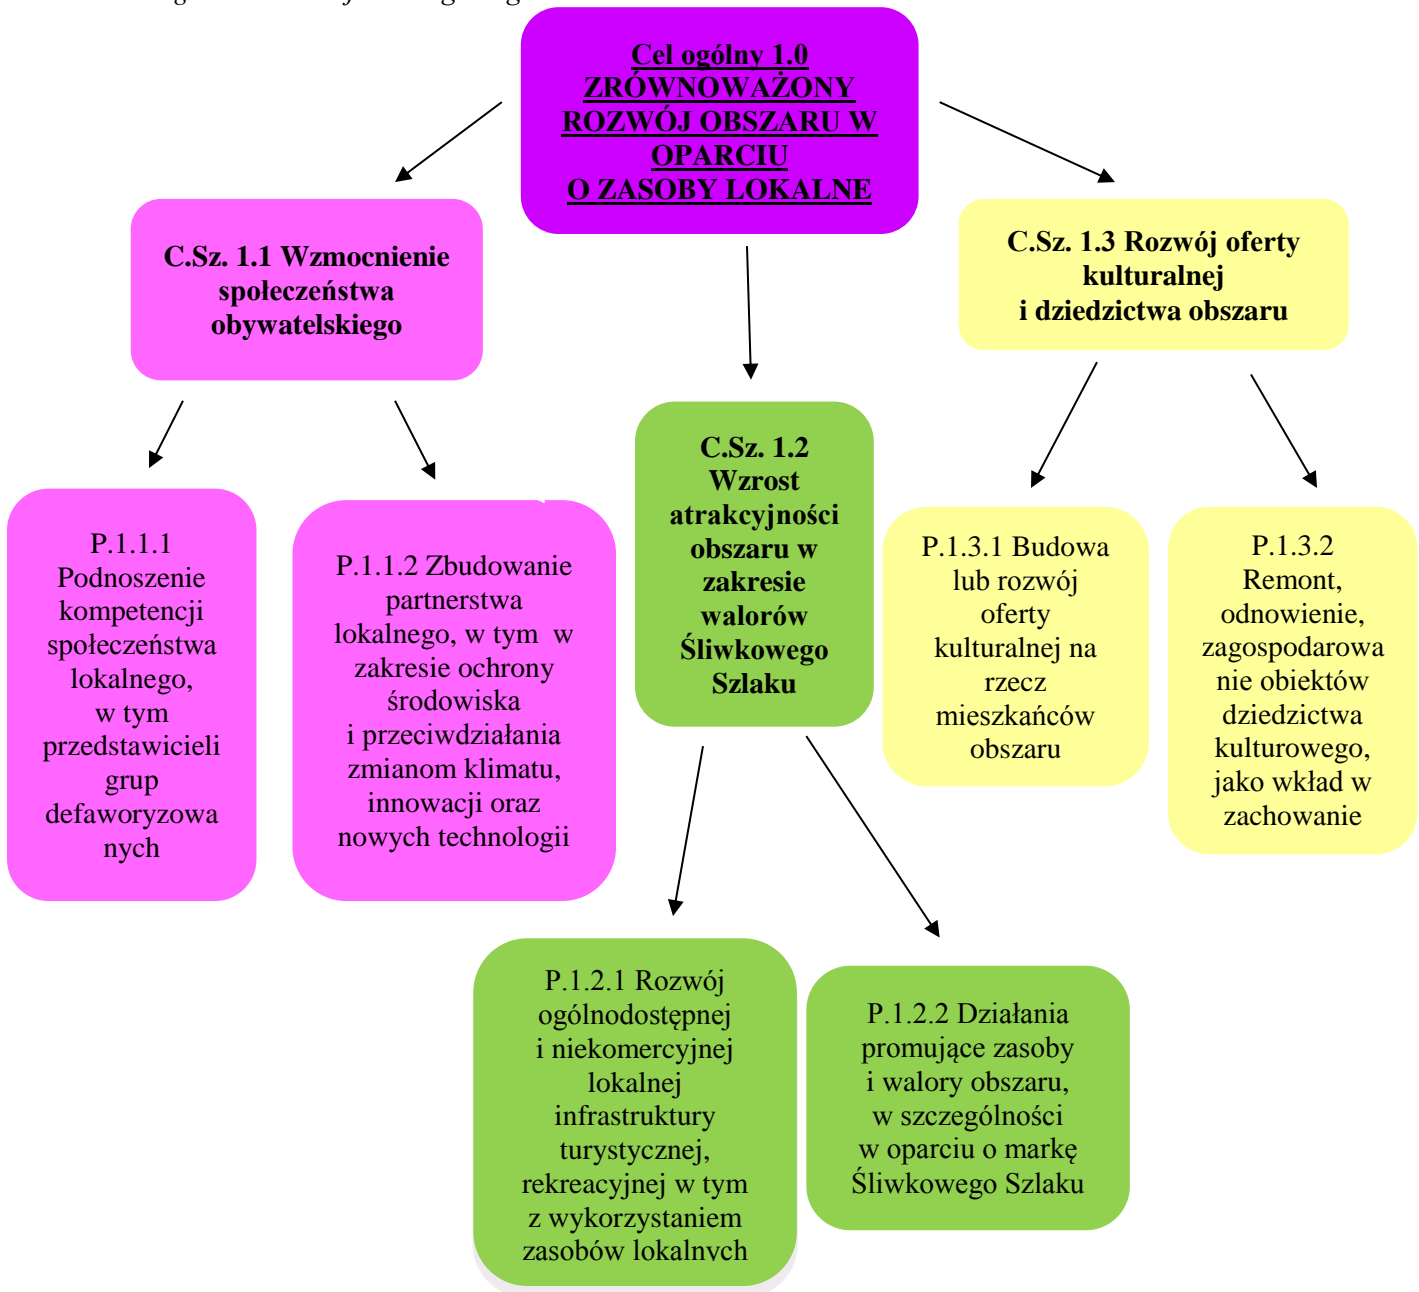 Cel ogólny 1.0
ZRÓWNOWAŻONY
ROZWÓJ OBSZARU W
OPARCIU
O ZASOBY LOKALNE
C.Sz. 1.1 Wzmocnienie
społeczeństwa
obywatelskiego
C.Sz. 1.3 Rozwój oferty
kulturalnej
i dziedzictwa obszaru
C.Sz. 1.2
Wzrost
atrakcyjności
obszaru w
zakresie
walorów
Śliwkowego
Szlaku
P.1.1.1
Podnoszenie
kompetencji
społeczeństwa
lokalnego,
w tym
przedstawicieli
grup
defaworyzowa
nych
P.1.1.2 Zbudowanie
partnerstwa
lokalnego, w tym w
zakresie ochrony
środowiska
i przeciwdziałania
zmianom klimatu,
innowacji oraz
nowych technologii
P.1.3.1 Budowa
lub rozwój
oferty
kulturalnej na
rzecz
mieszkańców
obszaru
P.1.3.2
Remont,
odnowienie,
zagospodarowa
nie obiektów
dziedzictwa
kulturowego,
jako wkład w
zachowanie
P.1.2.1 Rozwój
ogólnodostępnej
i niekomercyjnej
lokalnej
infrastruktury
turystycznej,
rekreacyjnej w tym
z wykorzystaniem
zasobów lokalnych
P.1.2.2 Działania
promujące zasoby
i walory obszaru,
w szczególności
w oparciu o markę
Śliwkowego Szlaku